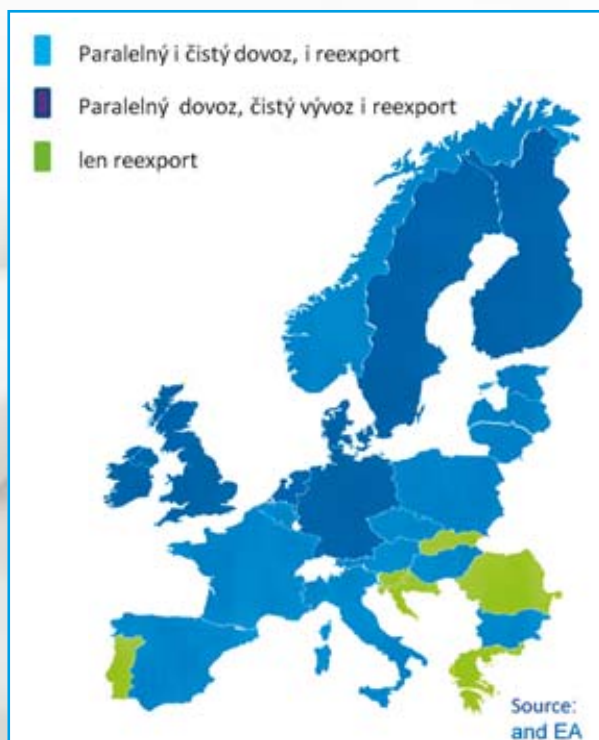 Paralelný i čistý dovoz, i reexport
Paralelný  dovoz, čistý vývoz i reexport
len reexport
Source:
and EA